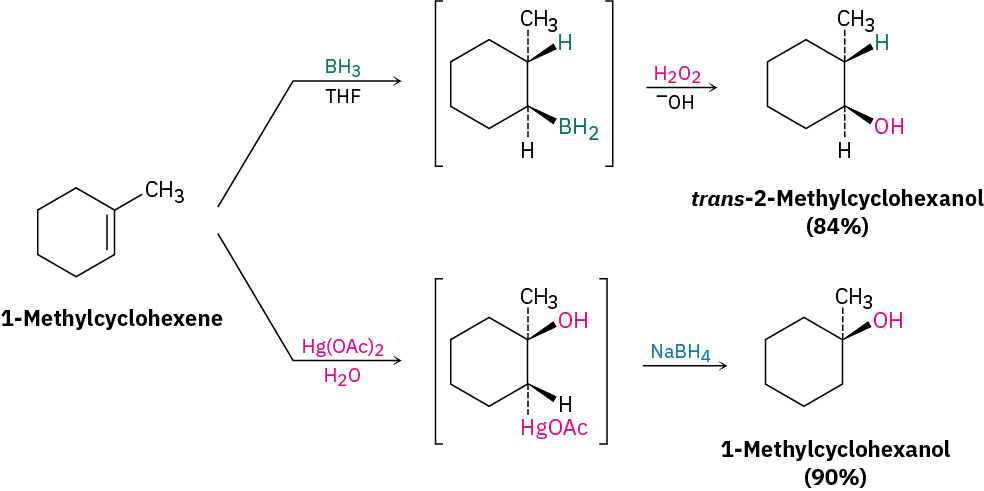 CH3
H
BH3
THF
BH2
H
H2O2
−OH
CH3
H
OH
H
trans-2-Methylcyclohexanol
(84%)
CH3
1-Methylcyclohexene
Hg(OAc)2
H2O
CH3
OH
H
HgOAc
NaBH4
CH3
OH
1-Methylcyclohexanol
(90%)